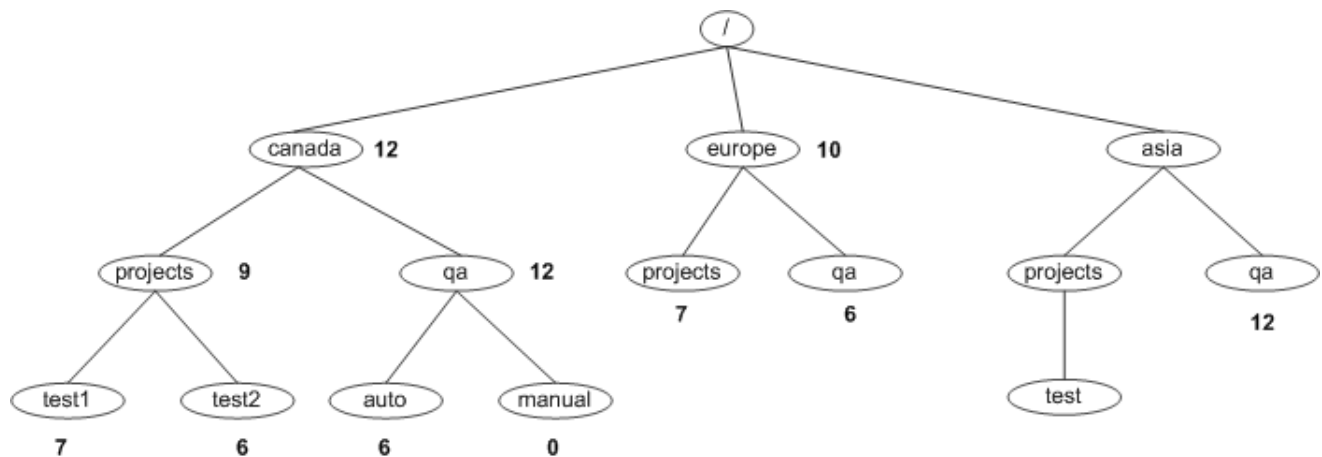 /
canada 12 europe 10 asia
projects 9 qa 12 projects qa projects qa
7 6 12
test1 test2 auto manual test
7 6 6 0